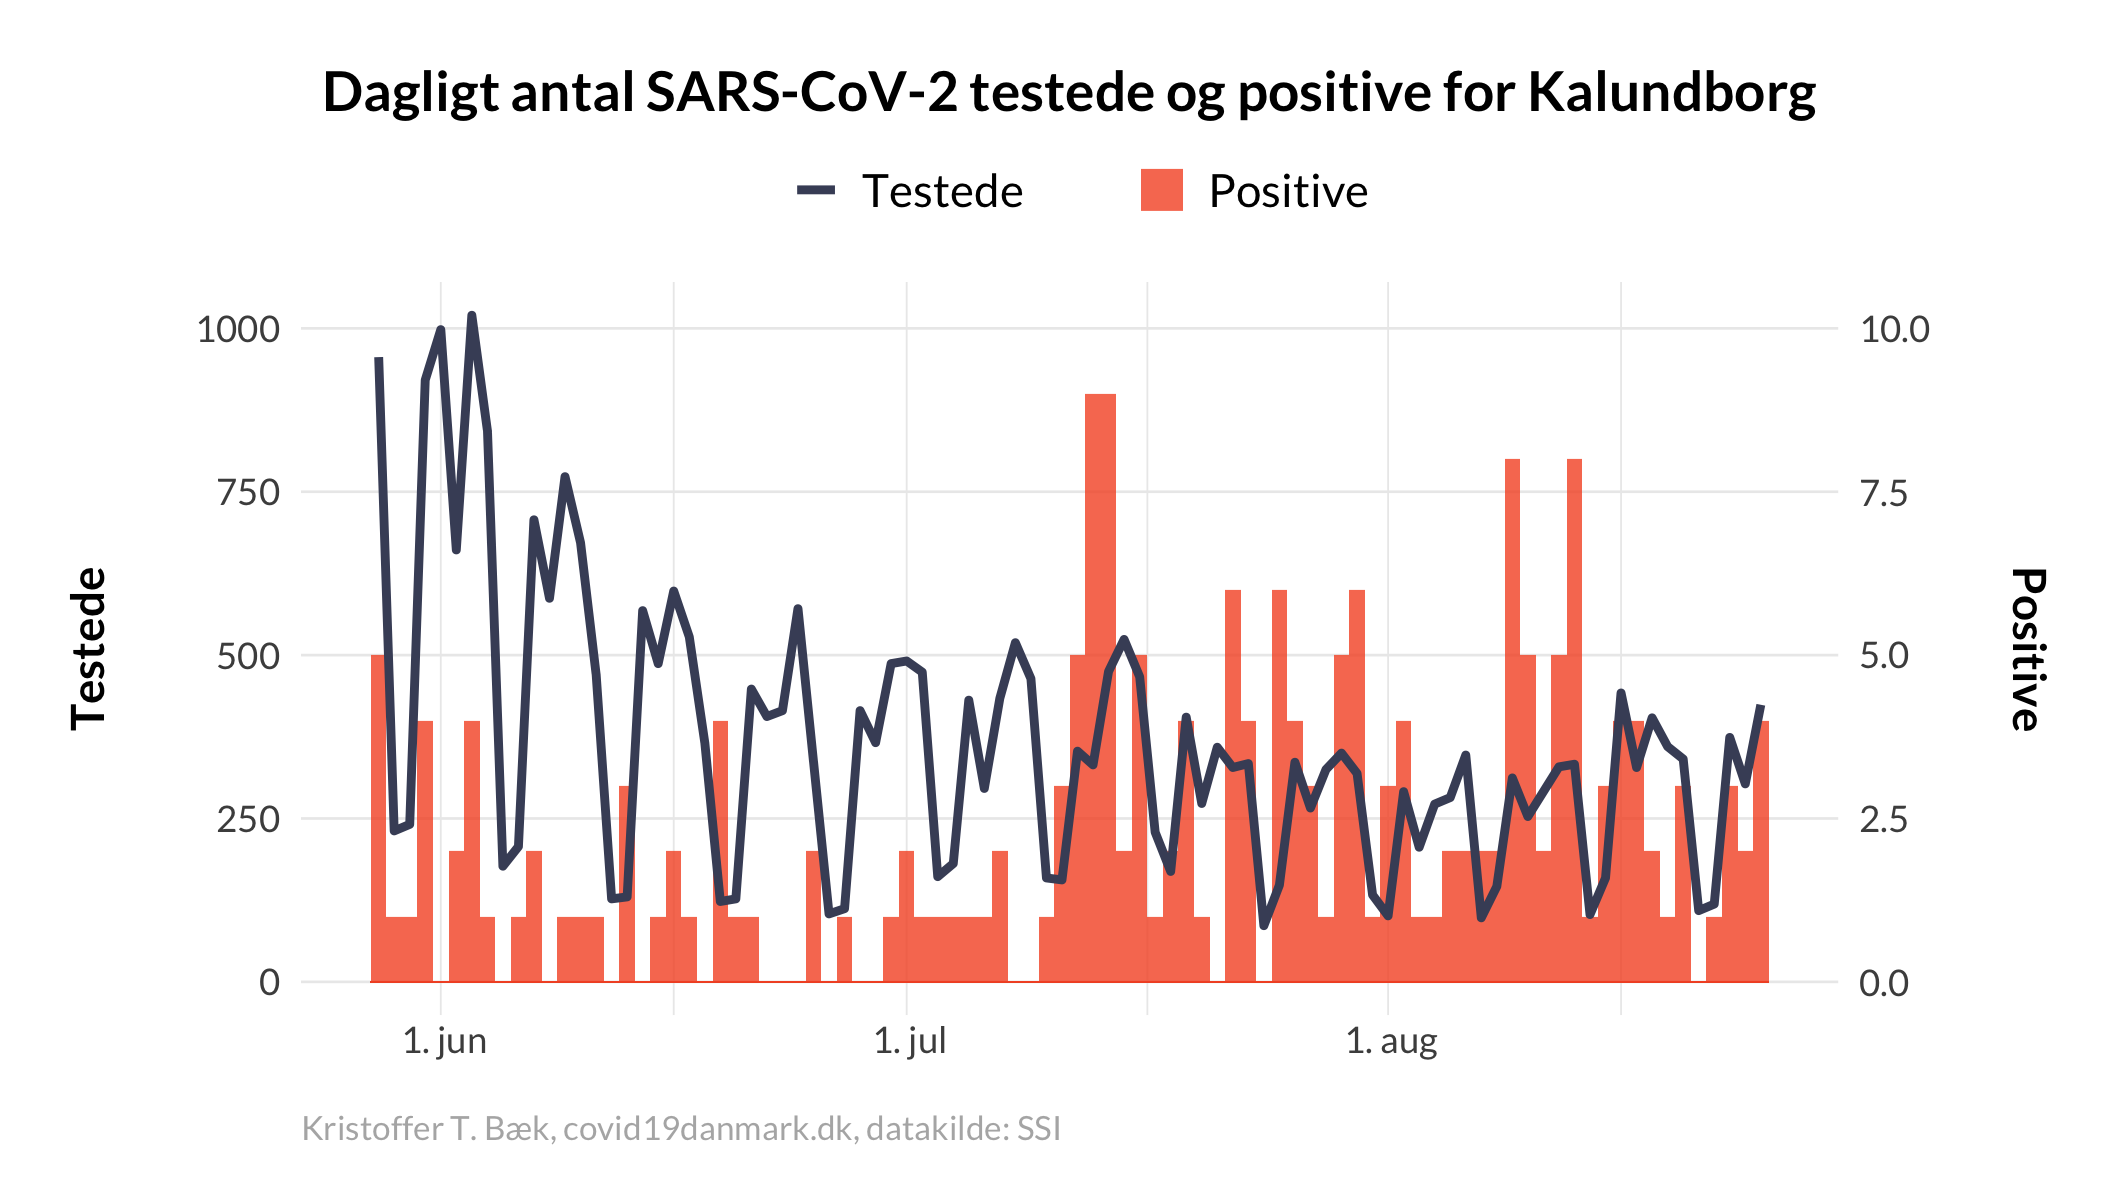 Dagligt antal SARS-CoV-2 testede og positive for Kalundborg
Testede
Positive
1000
750
500
250
0
Testede
10.0
7.5
5.0
2.5
0.0
Positive
1. jun
1. jul
1. aug
Kristoffer T. Bæk, covid19danmark.dk, datakilde: SSI